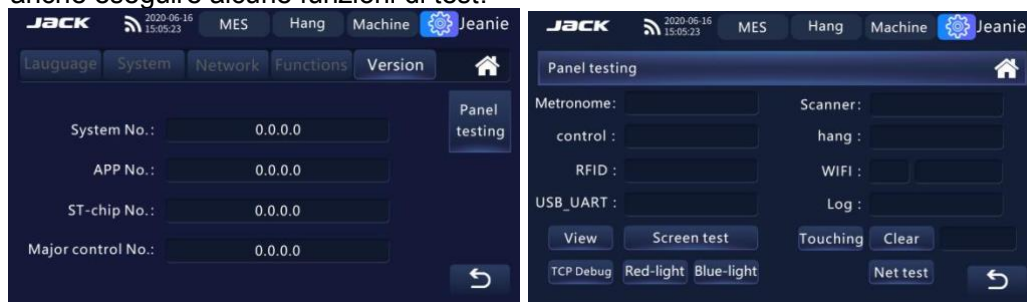 anche eseguire alcune funzioni di test.
JACK 2020-06-16 15:05:23 MES Hang Machine Jeanie
Lauguage System Network Functions Version
Panel testing
System No.: 0.0.0.0
APP No.: 0.0.0.0
ST-chip No.: 0.0.0.0
Major control No.: 0.0.0.0
JACK 2020-06-16 15:05:23 MES Hang Machine Jeanie
Panel testing
Metronome: Scanner:
control : hang :
RFID : WIFI :
USB_UART : Log :
View Screen test Touching Clear
TCP Debug Red-light Blue-light Net test